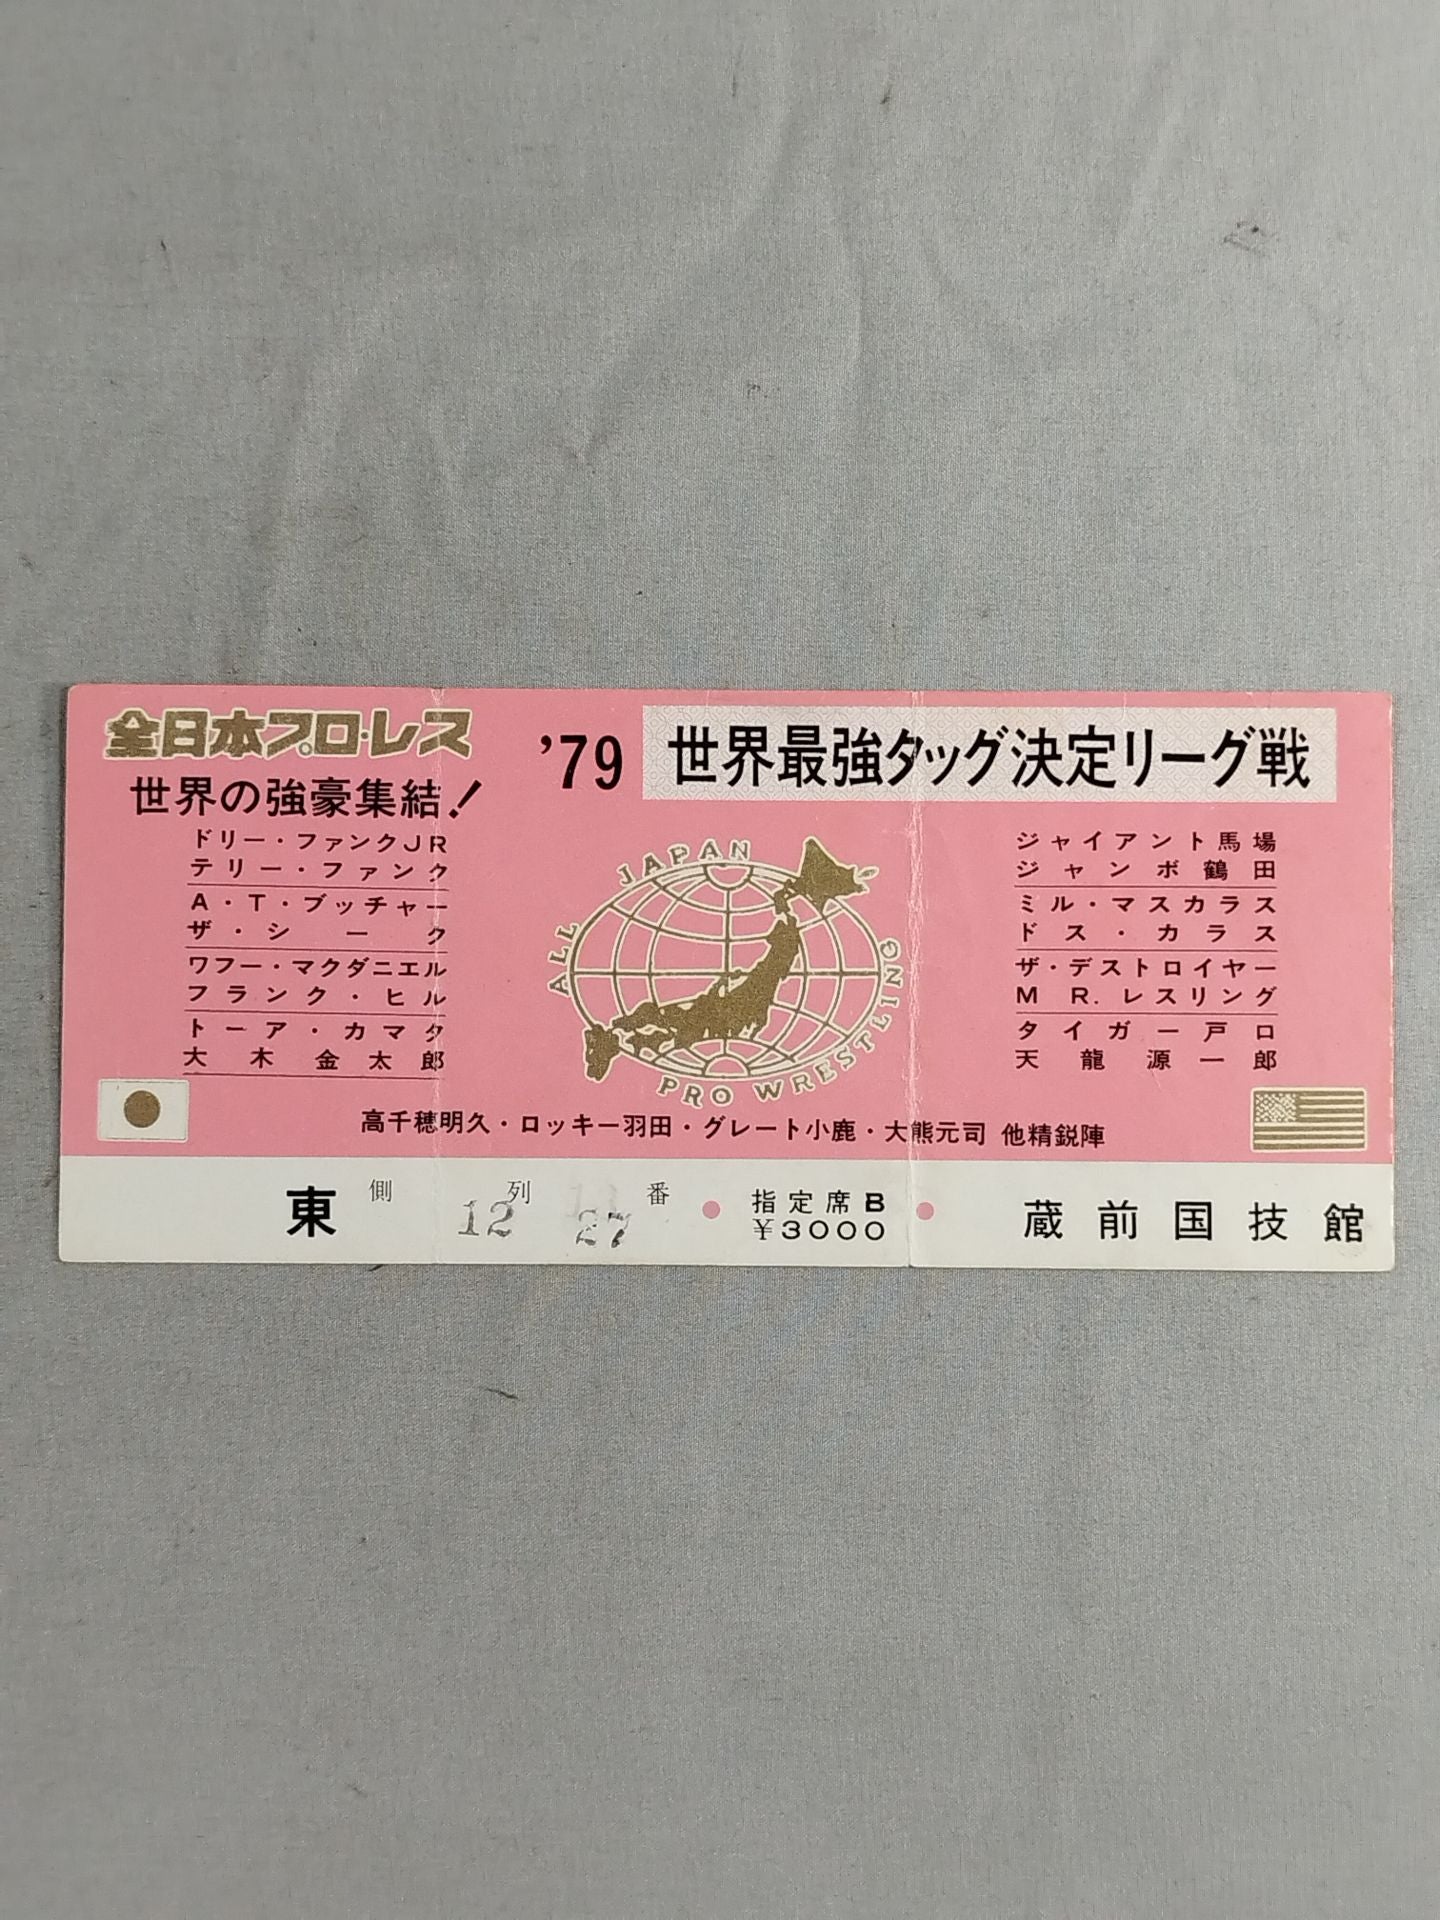 全日本プロ・レス
世界の強豪集結!
'79 世界最強タッグ決定リーグ戦
ドリー・ファンクJR
テリー・ファンク
A・T・ブッチャー
ザ・シーク
ワフー・マクダニエル
フランク・ヒル
トーア・カマタ
大木金太郎
ALL JAPAN
PRO WRESTLING
ジャイアント馬場
ジャンボ鶴田
ミル・マスカラス
ドス・カラス
ザ・デストロイヤー
MR.レスリング
タイガー戸口
天龍源一郎
高千穂明久・ロッキー羽田・グレート小鹿・大熊元司 他精鋭陣
東側 12列 27番 ● 指定席B ● 蔵前国技館
¥3000